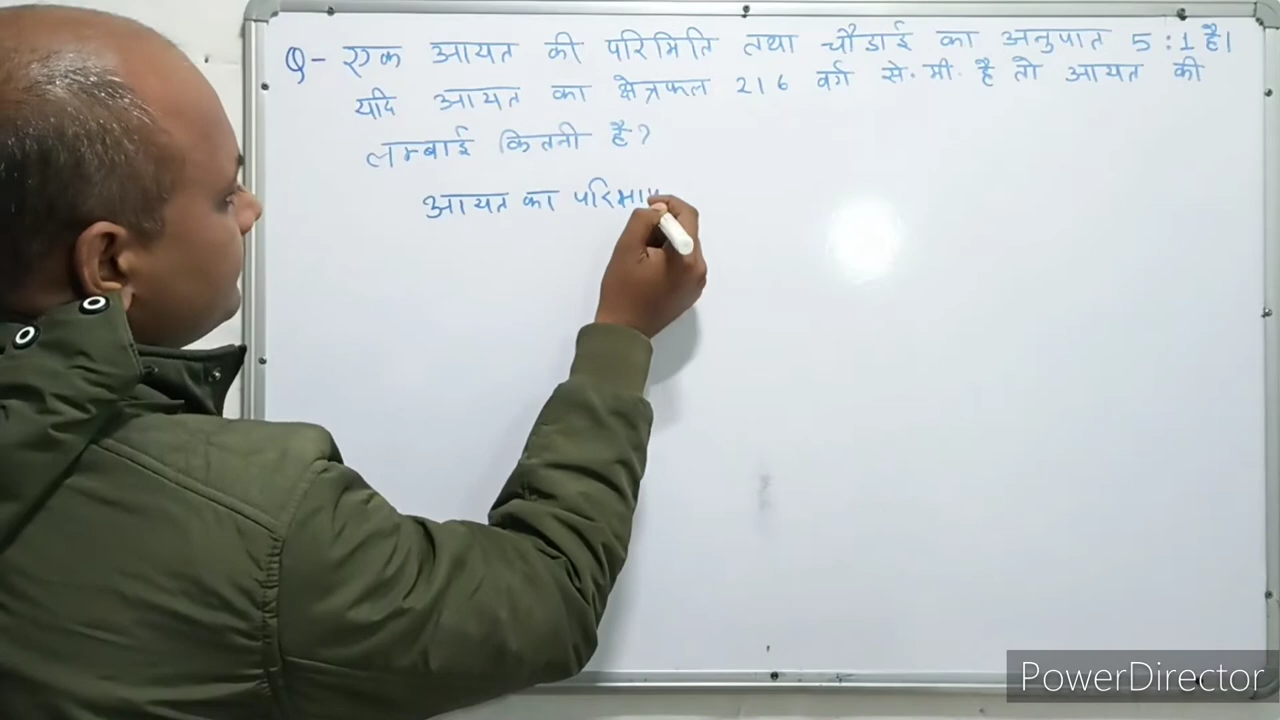 Q- एक आयत की परिमिति तथा चौडाई का अनुपात 5:1 है।
यदि आयत का क्षेत्रफल 216 वर्ग से.मी. है तो आयत की
लम्बाई कितनी है?
आयत का
PowerDirector